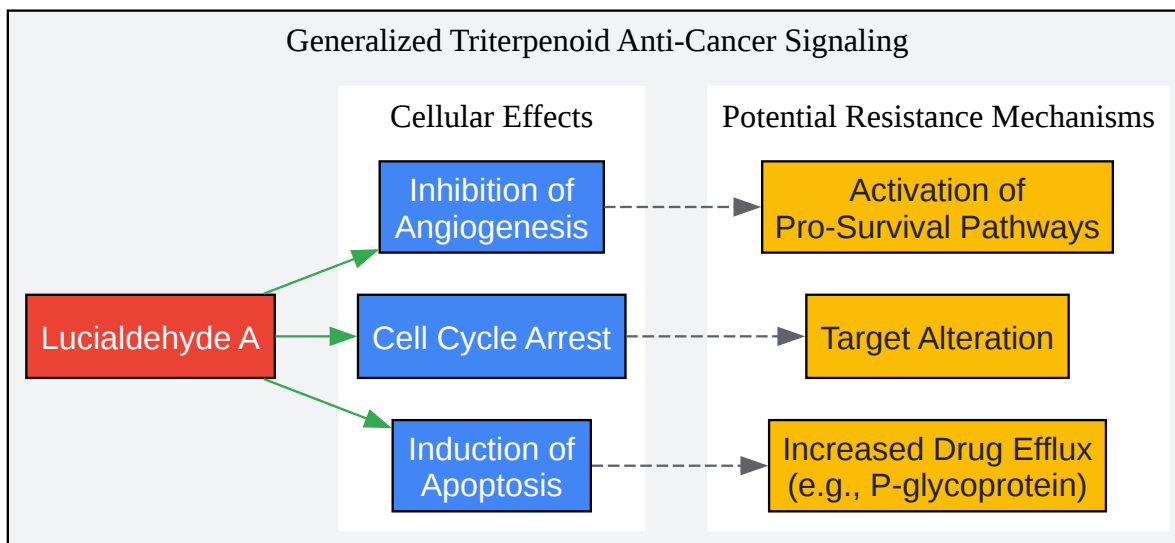 Generalized Triterpenoid Anti-Cancer Signaling
Cellular Effects
Potential Resistance Mechanisms
Inhibition of
Angiogenesis
Activation of
Pro-Survival Pathways
Lucialdehyde A
Cell Cycle Arrest
Target Alteration
Induction of
Apoptosis
Increased Drug Efflux
(e.g., P-glycoprotein)